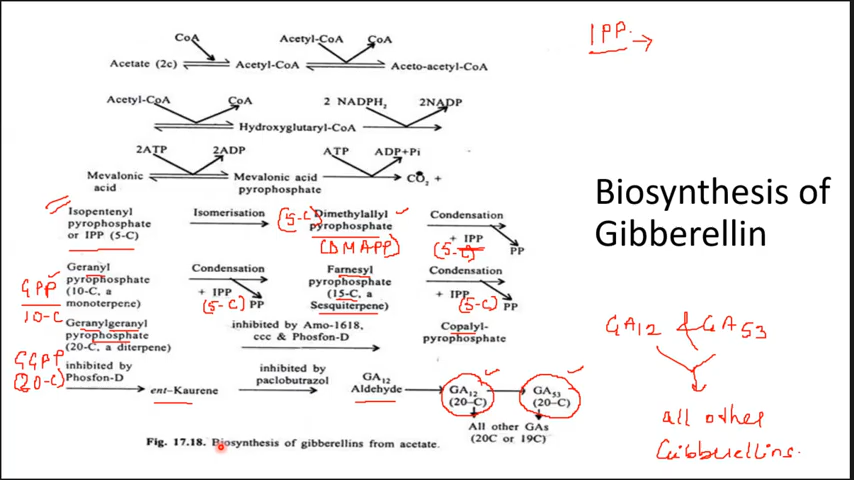 IPP →
CoA Acetyl-CoA CoA
Acetate (2c) Acetyl-CoA Aceto-acetyl-CoA
Acetyl-CoA CoA 2 NADPH₂ 2NADP
Hydroxyglutaryl-CoA
2ATP 2ADP ATP ADP+Pi
Mevalonic acid Mevalonic acid pyrophosphate CO₂ +
Isopentenyl pyrophosphate or IPP (5-C)
Isomerisation
(5-C) Dimethylallyl pyrophosphate
(DMAPP)
Condensation
+ IPP
(5-C)
PP
Geranyl pyrophosphate (10-C, a monoterpene)
GPP
10-C
Condensation
+ IPP
(5-C) PP
Farnesyl pyrophosphate (15-C, a Sesquiterpene)
Condensation
+ IPP
(5-C) PP
Geranylgeranyl pyrophosphate (20-C, a diterpene)
GGPP
(20-C)
inhibited by Amo-1618,
ccc & Phosfon-D
Copalyl-
pyrophosphate
inhibited by
Phosfon-D
ent-Kaurene
inhibited by
paclobutrazol
GA₁₂
Aldehyde
GA₁₂
(20-C)
GA₅₃
(20-C)
All other GAs
(20C or 19C)
Fig. 17.18. Biosynthesis of gibberellins from acetate.
Biosynthesis of
Gibberellin
GA12 & GA53
all other
Gibberellins.